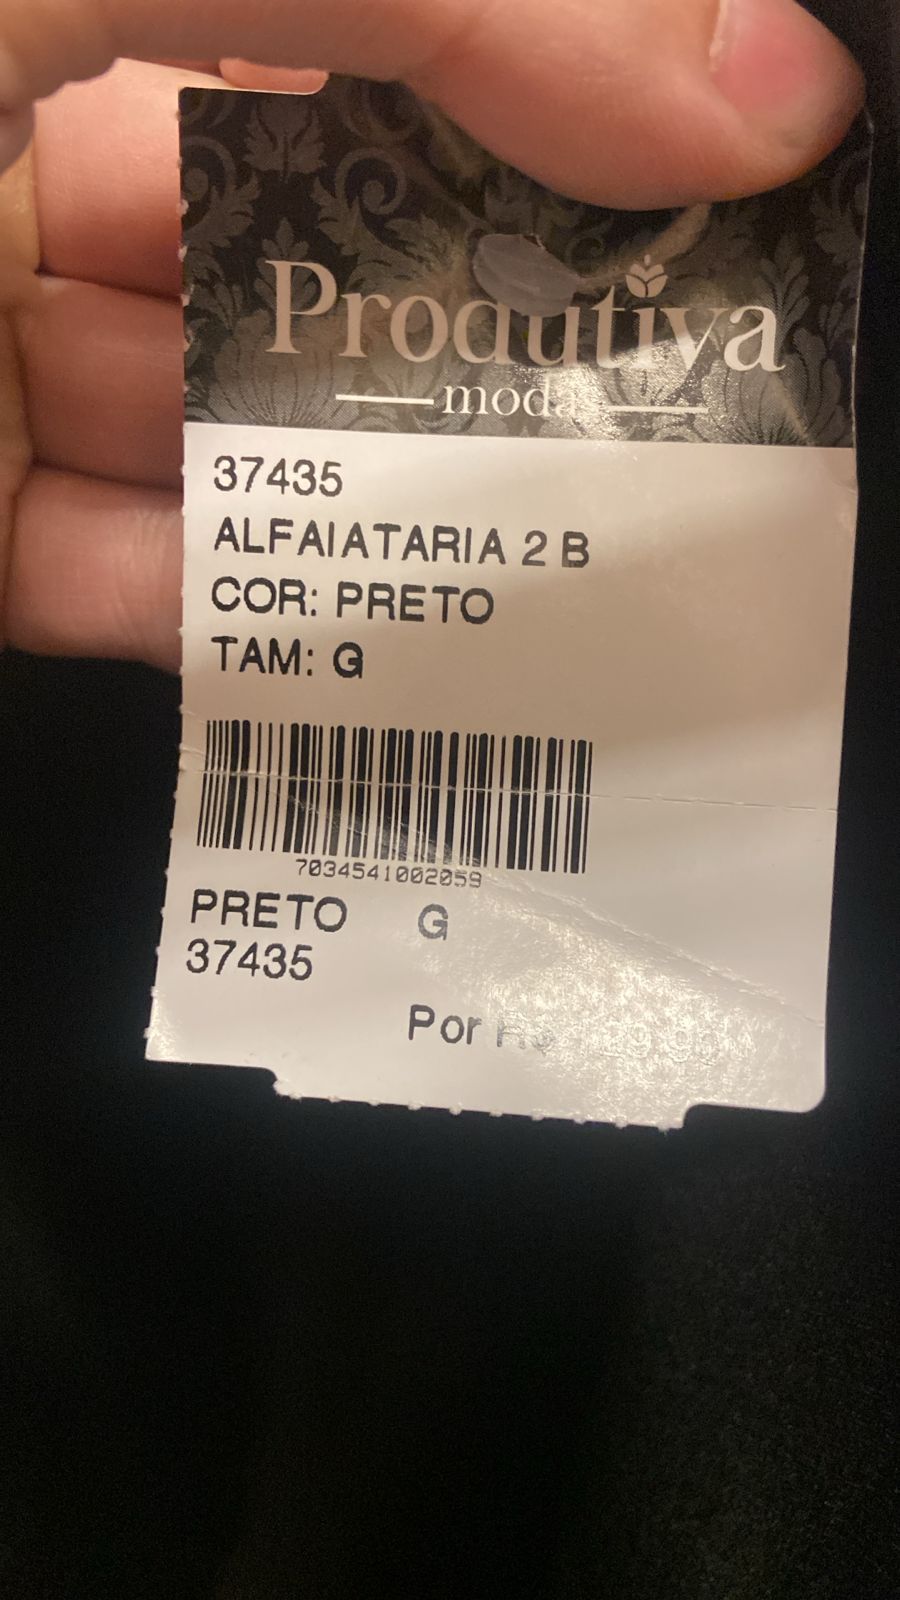 Produtiva
moda
37435
ALFAIATARIA 2 B
COR: PRETO
TAM: G
7034541002059
PRETO G
37435
Por